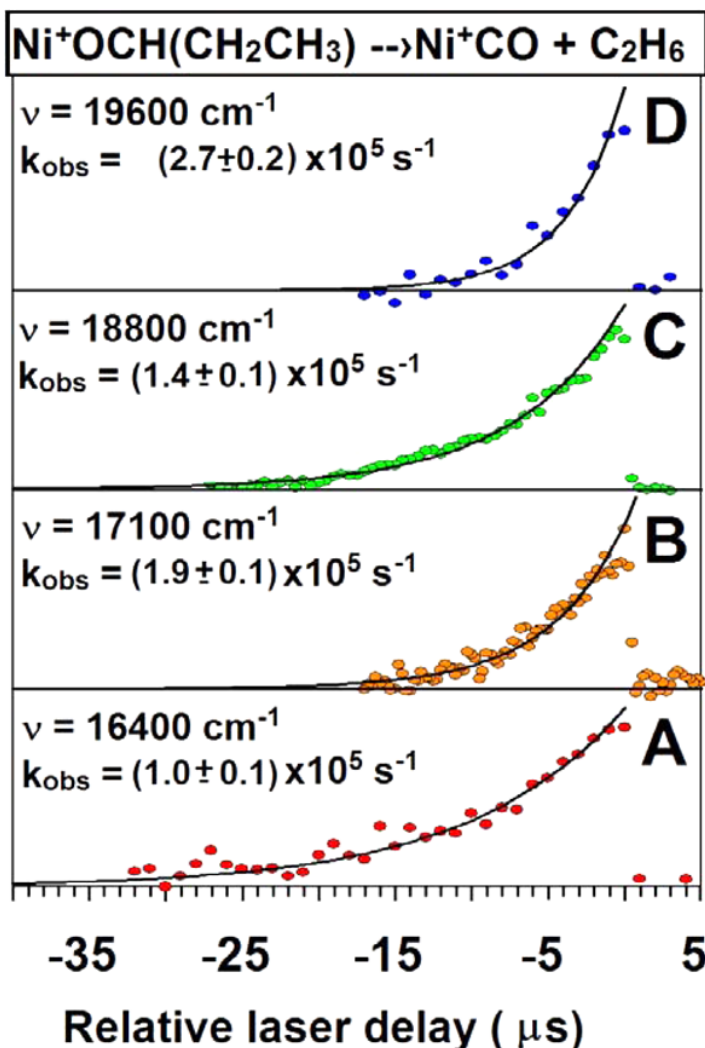 Ni⁺OCH(CH₂CH₃) --›Ni⁺CO + C₂H₆
ν = 19600 cm⁻¹
D
k_obs = (2.7±0.2) x10⁵ s⁻¹
ν = 18800 cm⁻¹
C
k_obs = (1.4±0.1) x10⁵ s⁻¹
ν = 17100 cm⁻¹
B
k_obs = (1.9±0.1) x10⁵ s⁻¹
ν = 16400 cm⁻¹
A
k_obs = (1.0±0.1) x10⁵ s⁻¹
-35 -25 -15 -5 5
Relative laser delay ( μs)